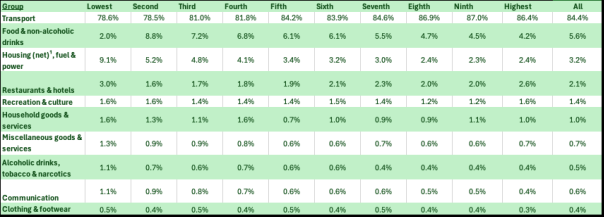 Group Lowest Second Third Fourth Fifth Sixth Seventh Eighth Ninth Highest All
Transport 78.6% 78.5% 81.0% 81.8% 84.2% 83.9% 84.6% 86.9% 87.0% 86.4% 84.4%
Food & non-alcoholic
drinks 2.0% 8.8% 7.2% 6.8% 6.1% 6.1% 5.5% 4.7% 4.5% 4.2% 5.6%
Housing (net)¹, fuel &
power 9.1% 5.2% 4.8% 4.1% 3.4% 3.2% 3.0% 2.4% 2.3% 2.4% 3.2%
Restaurants & hotels 3.0% 1.6% 1.7% 1.8% 1.9% 2.1% 2.3% 2.0% 2.0% 2.6% 2.1%
Recreation & culture 1.6% 1.6% 1.4% 1.4% 1.4% 1.5% 1.4% 1.2% 1.2% 1.6% 1.4%
Household goods &
services 1.6% 1.3% 1.1% 1.6% 0.7% 1.0% 0.9% 0.9% 1.1% 1.0% 1.0%
Miscellaneous goods &
services 1.3% 0.9% 0.9% 0.8% 0.6% 0.6% 0.7% 0.6% 0.6% 0.7% 0.7%
Alcoholic drinks,
tobacco & narcotics 1.1% 0.7% 0.6% 0.7% 0.6% 0.6% 0.4% 0.4% 0.4% 0.4% 0.5%
Communication 1.1% 0.9% 0.8% 0.7% 0.6% 0.6% 0.6% 0.5% 0.5% 0.4% 0.6%
Clothing & footwear 0.5% 0.4% 0.5% 0.4% 0.5% 0.4% 0.5% 0.4% 0.4% 0.3% 0.4%